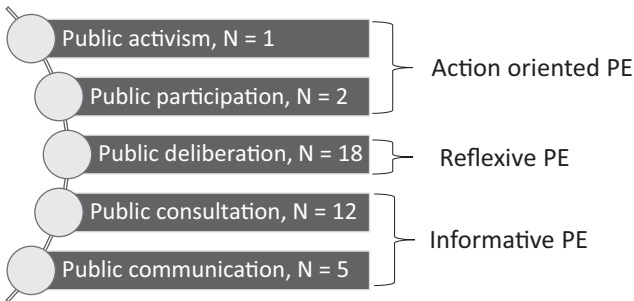 Public activism, N = 1
Public participation, N = 2
Action oriented PE
Public deliberation, N = 18
Reflexive PE
Public consultation, N = 12
Public communication, N = 5
Informative PE